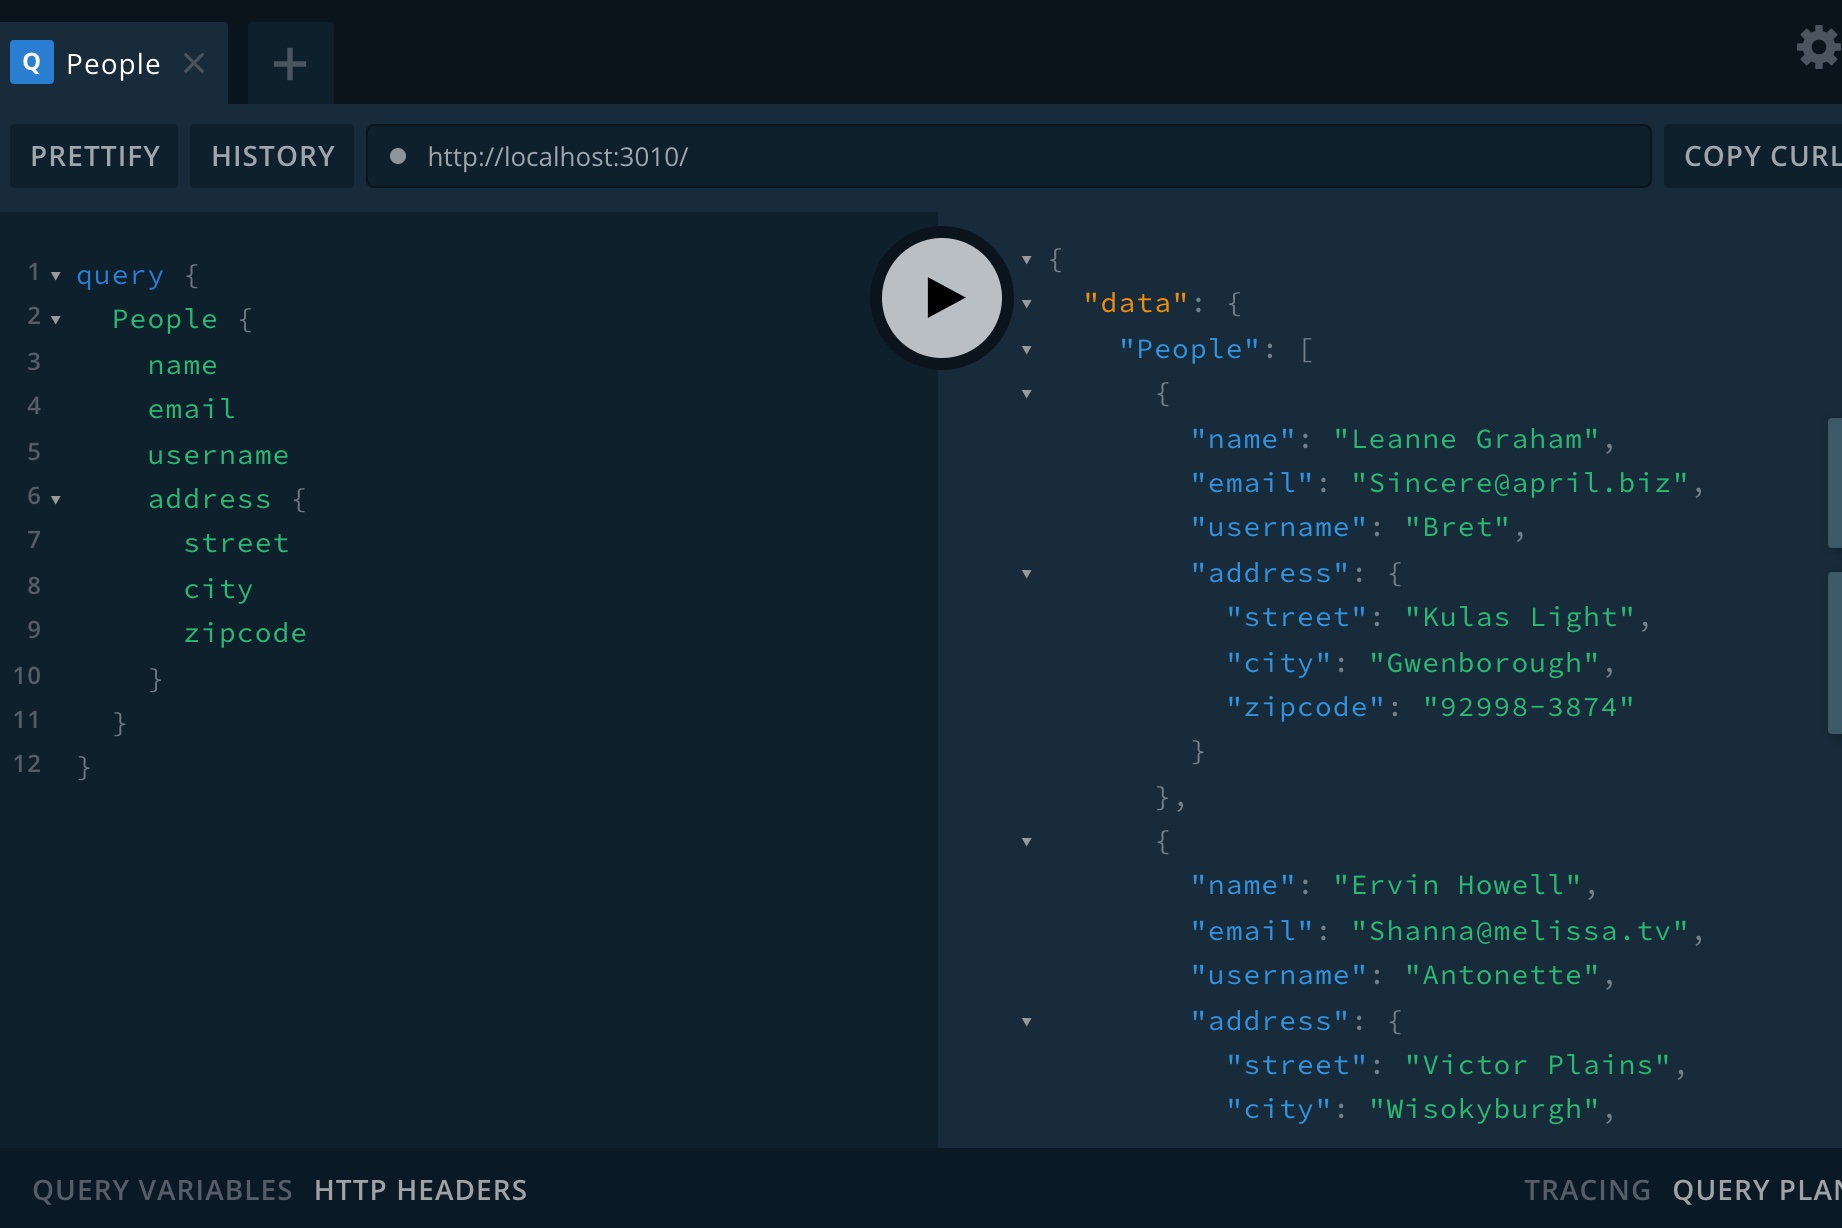 Q People
PRETTIFY HISTORY http://localhost:3010/ COPY CURL
1 query {
2 People {
3 name
4 email
5 username
6 address {
7 street
8 city
9 zipcode
10 }
11 }
12 }
{
"data": {
"People": [
{
"name": "Leanne Graham",
"email": "Sincere@april.biz",
"username": "Bret",
"address": {
"street": "Kulas Light",
"city": "Gwenborough",
"zipcode": "92998-3874"
}
},
{
"name": "Ervin Howell",
"email": "Shanna@melissa.tv",
"username": "Antonette",
"address": {
"street": "Victor Plains",
"city": "Wisokyburgh",
QUERY VARIABLES HTTP HEADERS TRACING QUERY PLAN